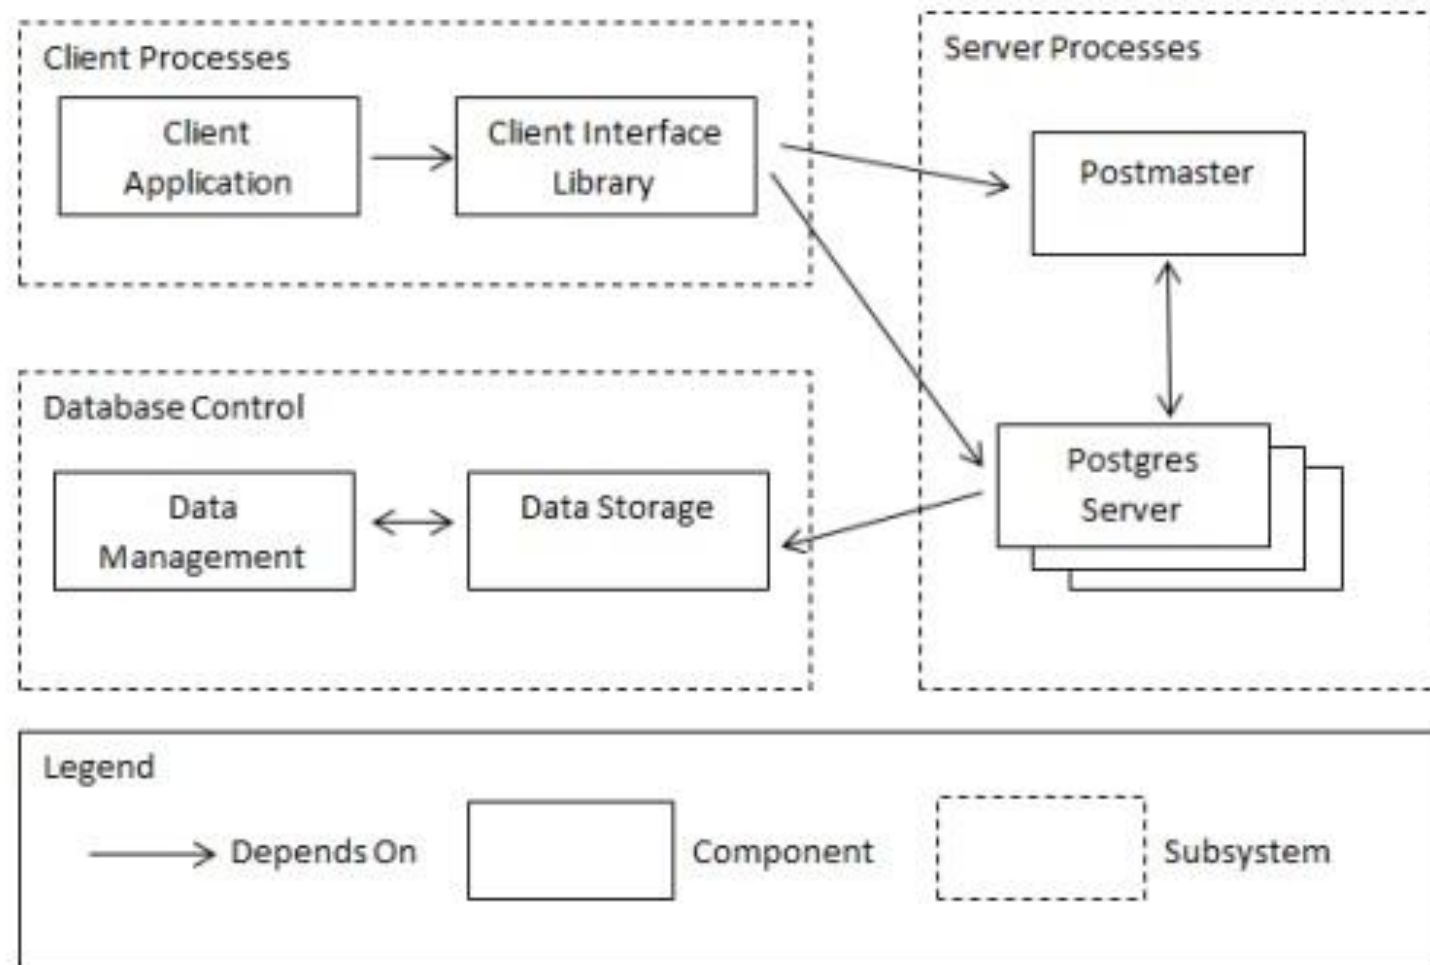 Client Processes
Client
Application
Client Interface
Library
Server Processes
Postmaster
Database Control
Data
Management
Data Storage
Postgres
Server
Legend
Depends On
Component
Subsystem